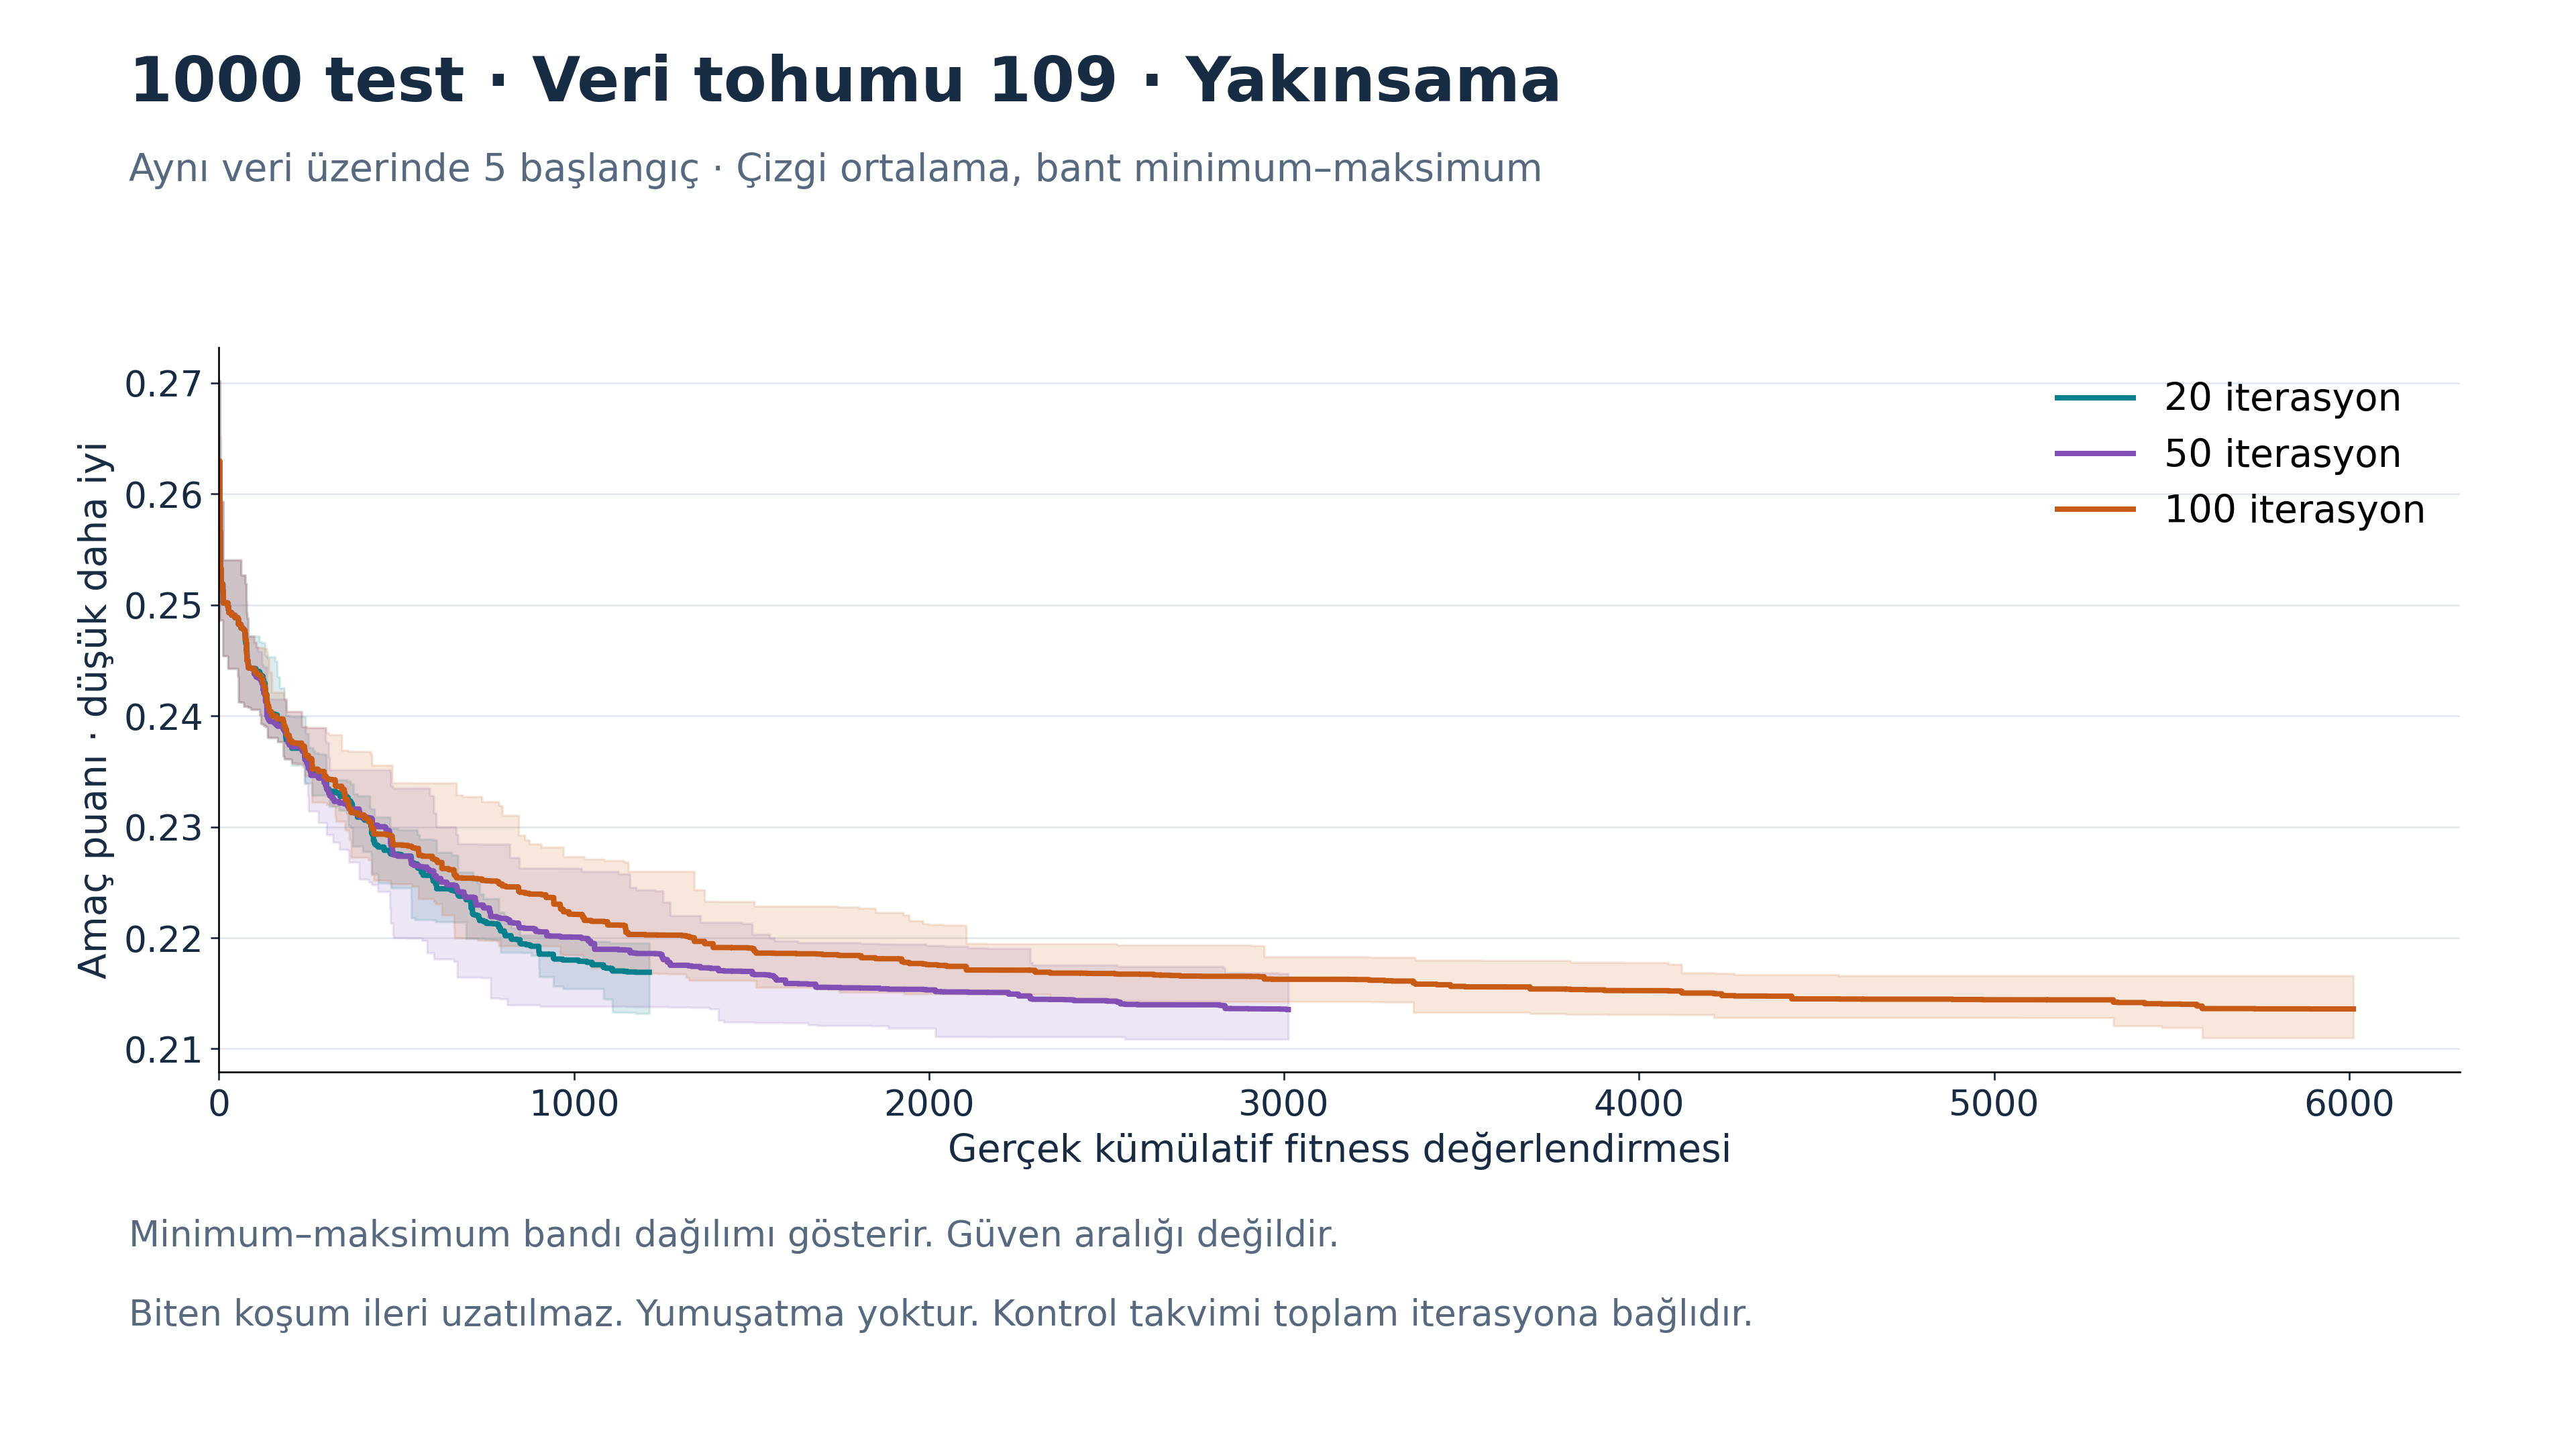 1000 test · Veri tohumu 109 · Yakınsama
Aynı veri üzerinde 5 başlangıç · Çizgi ortalama, bant minimum–maksimum
Amaç puanı · düşük daha iyi
0.27
0.26
0.25
0.24
0.23
0.22
0.21
20 iterasyon
50 iterasyon
100 iterasyon
0 1000 2000 3000 4000 5000 6000
Gerçek kümülatif fitness değerlendirmesi
Minimum–maksimum bandı dağılımı gösterir. Güven aralığı değildir.
Biten koşum ileri uzatılmaz. Yumuşatma yoktur. Kontrol takvimi toplam iterasyona bağlıdır.